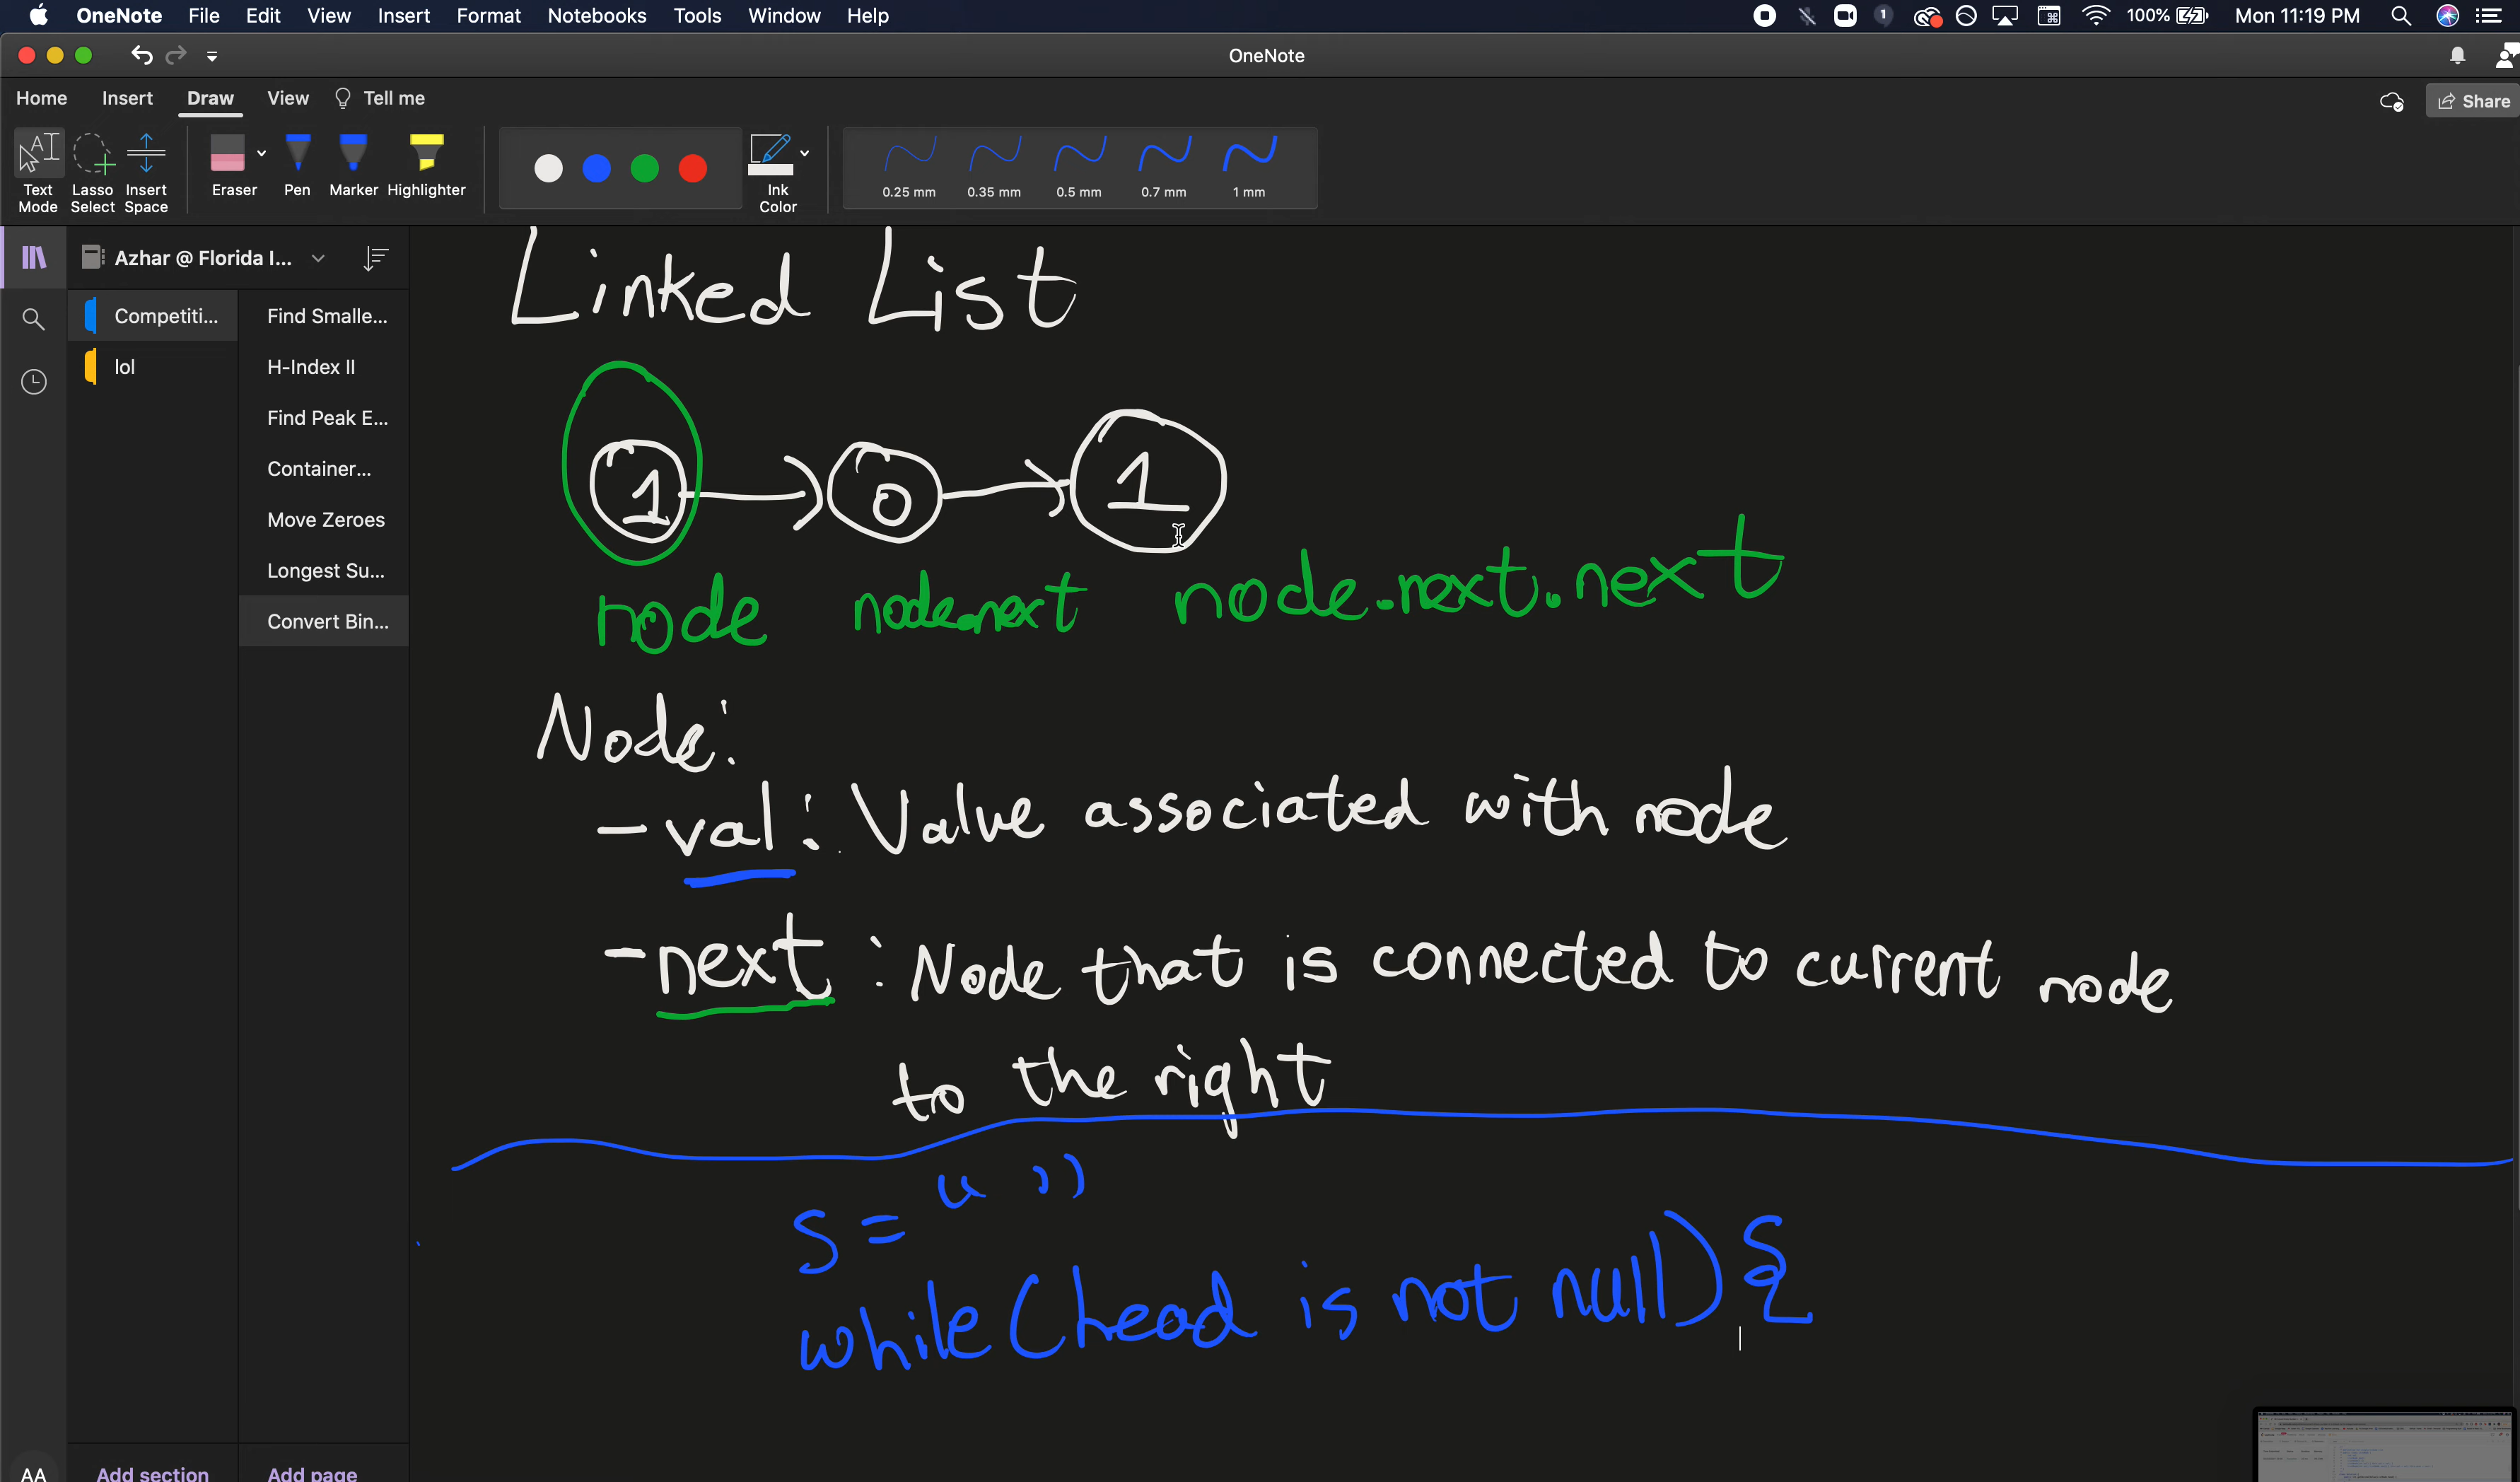 OneNote File Edit View Insert Format Notebooks Tools Window Help 1 100% Mon 11:19 PM
OneNote
Home Insert Draw View Tell me Share
Text Mode Lasso Select Insert Space Eraser Pen Marker Highlighter Ink Color 0.25 mm 0.35 mm 0.5 mm 0.7 mm 1 mm
Azhar @ Florida I...
Competiti...
lol
Find Smalle...
H-Index II
Find Peak E...
Container...
Move Zeroes
Longest Su...
Convert Bin...
Add section Add page
AA
Linked List
1 0 1
node node.next node.next.next
Node:
- val: Value associated with node
- next: Node that is connected to current node
to the right
s = " "
while (head is not null) {